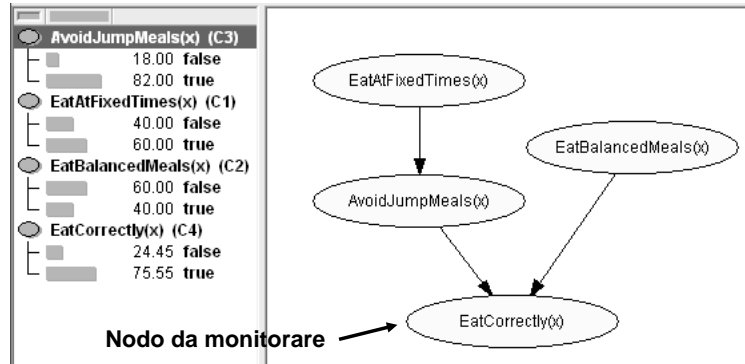 AvoidJumpMeals(x) (C3)
18.00 false
82.00 true
EatAtFixedTimes(x) (C1)
40.00 false
60.00 true
EatBalancedMeals(x) (C2)
60.00 false
40.00 true
EatCorrectly(x) (C4)
24.45 false
75.55 true
EatAtFixedTimes(x)
EatBalancedMeals(x)
AvoidJumpMeals(x)
EatCorrectly(x)
Nodo da monitorare